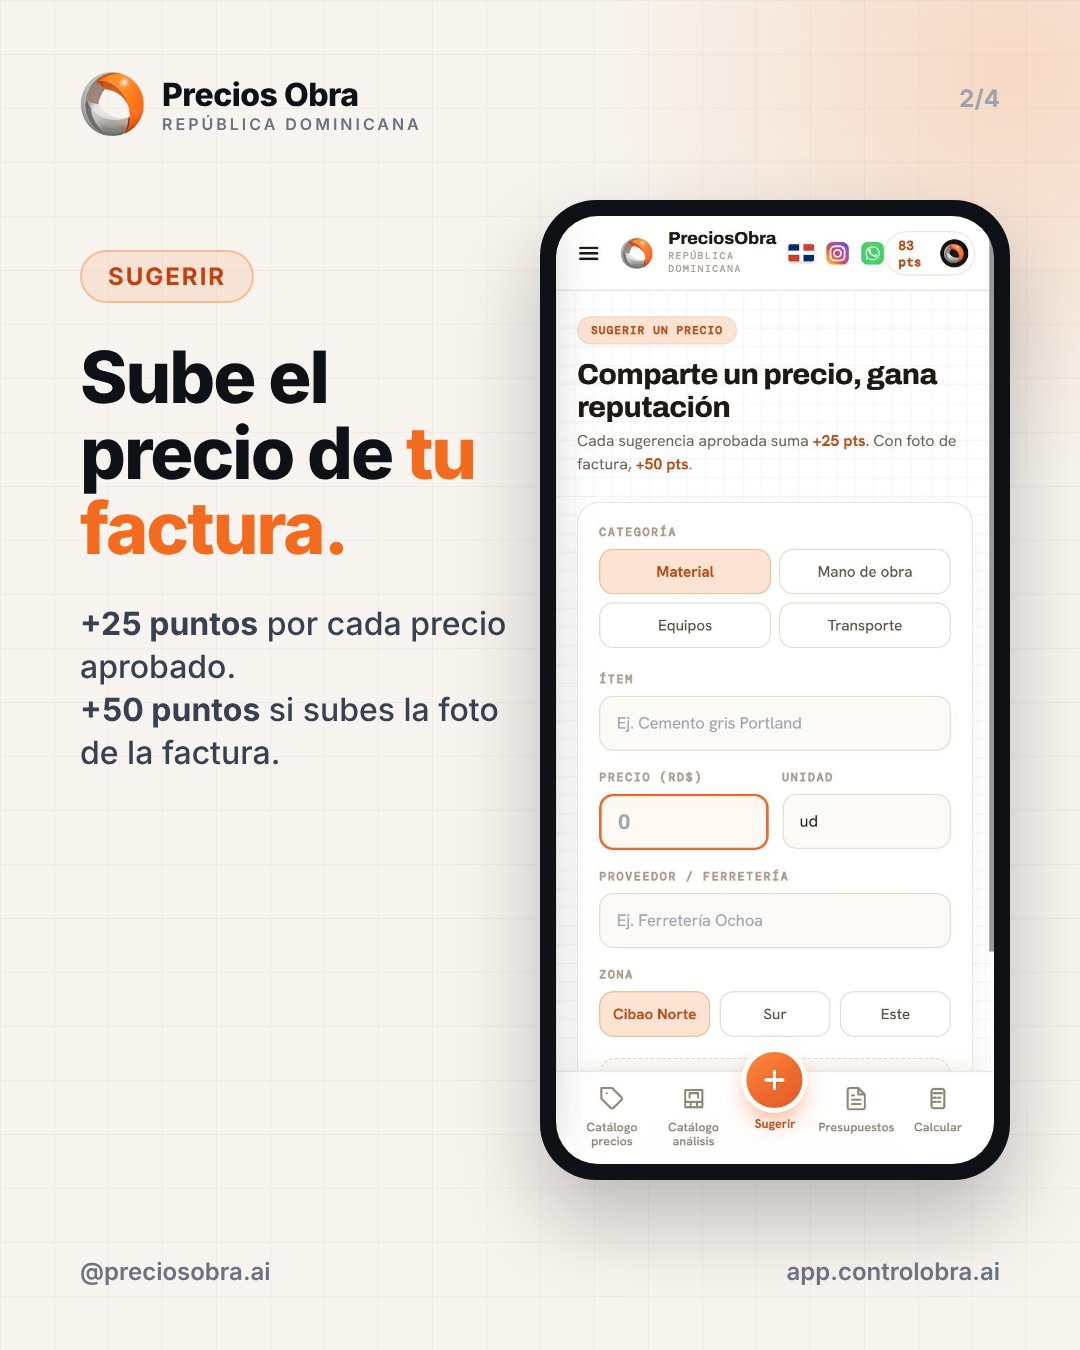 Precios Obra
REPÚBLICA DOMINICANA
2/4
SUGERIR
Sube el
precio de tu
factura.
+25 puntos por cada precio
aprobado.
+50 puntos si subes la foto
de la factura.
PreciosObra
REPÚBLICA
DOMINICANA
83
pts
SUGERIR UN PRECIO
Comparte un precio, gana
reputación
Cada sugerencia aprobada suma +25 pts. Con foto de
factura, +50 pts.
CATEGORÍA
Material
Mano de obra
Equipos
Transporte
ÍTEM
Ej. Cemento gris Portland
PRECIO (RD$)
UNIDAD
0
ud
PROVEEDOR / FERRETERÍA
Ej. Ferretería Ochoa
ZONA
Cibao Norte
Sur
Este
Catálogo
precios
Catálogo
análisis
Sugerir
Presupuestos
Calcular
@preciosobra.ai
app.controlobra.ai